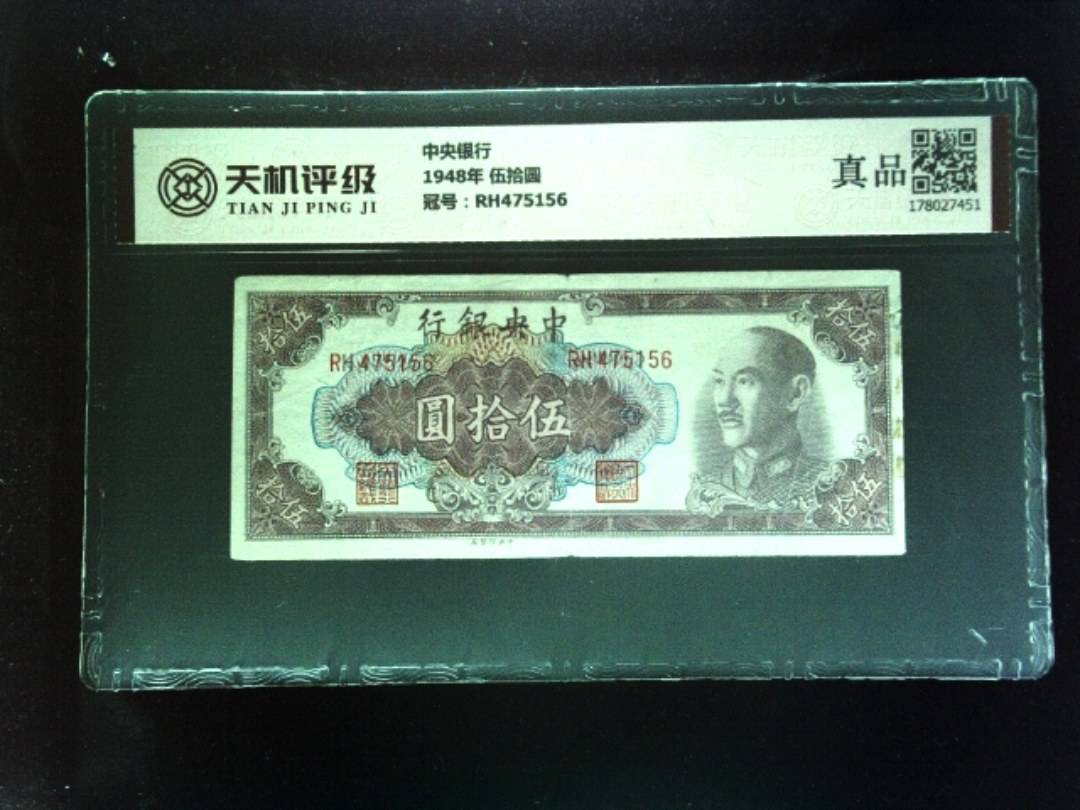 天机评级
TIAN JI PING JI
中央银行
1948年 伍拾圓
冠号：RH475156
真品
178027451
伍拾
行銀央中
拾伍
RH475156
RH475156
圓拾伍
拾伍
拾伍